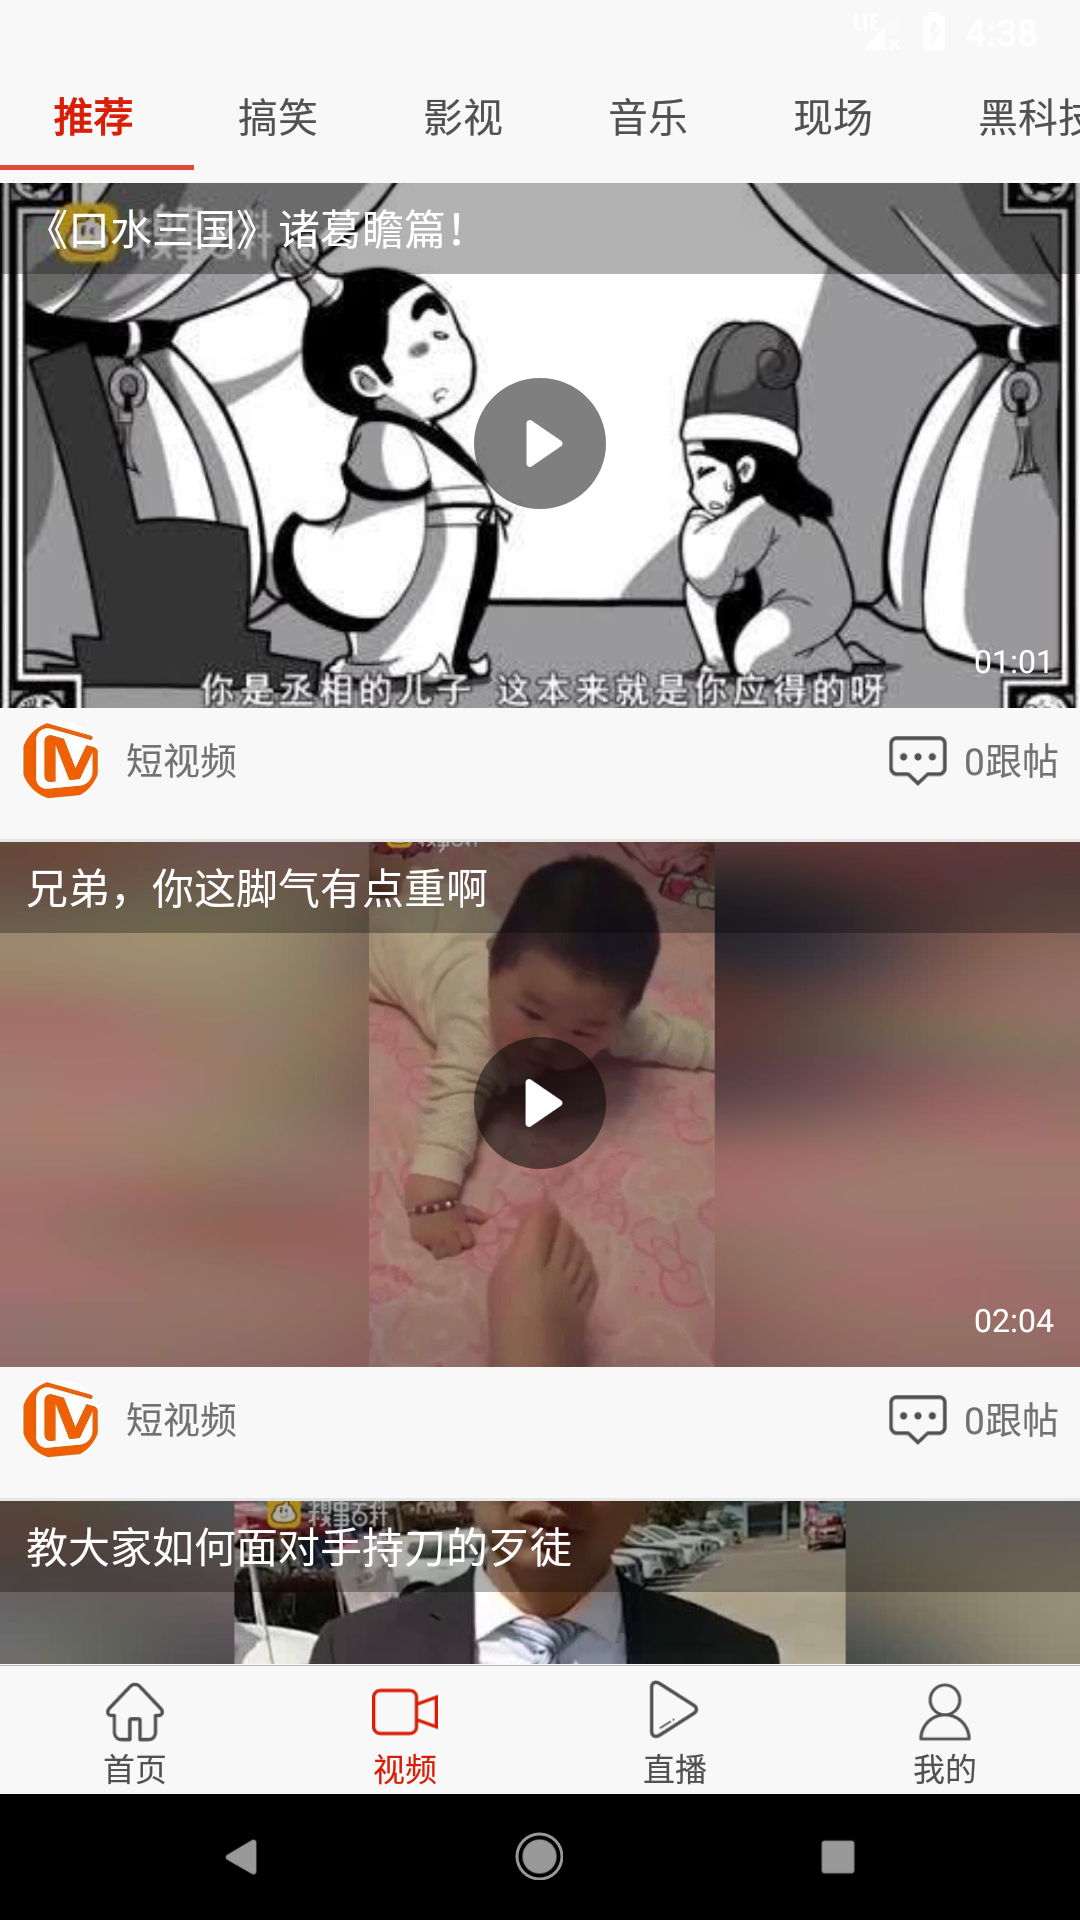 LTE 4:38
推荐 搞笑 影视 音乐 现场 黑科技
《口水三国》诸葛瞻篇！
你是丞相的儿子 这本来就是你应得的呀
01:01
短视频 0跟帖
兄弟，你这脚气有点重啊
02:04
短视频 0跟帖
糗事百科
教大家如何面对手持刀的歹徒
首页 视频 直播 我的